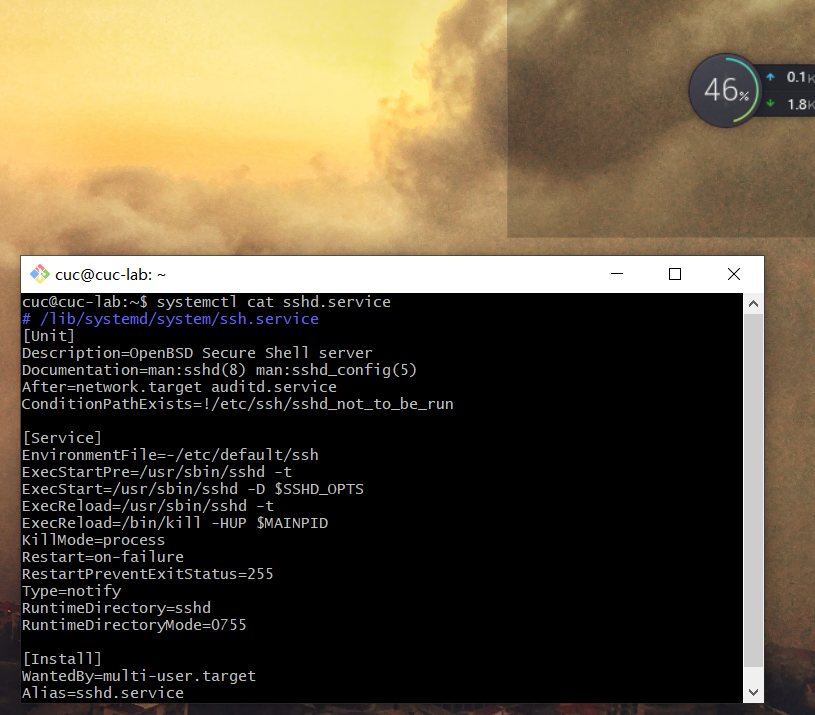 46%
0.1K
1.8K
cuc@cuc-lab: ~
cuc@cuc-lab:~$ systemctl cat sshd.service
# /lib/systemd/system/ssh.service
[Unit]
Description=OpenBSD Secure Shell server
Documentation=man:sshd(8) man:sshd_config(5)
After=network.target auditd.service
ConditionPathExists=!/etc/ssh/sshd_not_to_be_run
[Service]
EnvironmentFile=-/etc/default/ssh
ExecStartPre=/usr/sbin/sshd -t
ExecStart=/usr/sbin/sshd -D $SSHD_OPTS
ExecReload=/usr/sbin/sshd -t
ExecReload=/bin/kill -HUP $MAINPID
KillMode=process
Restart=on-failure
RestartPreventExitStatus=255
Type=notify
RuntimeDirectory=sshd
RuntimeDirectoryMode=0755
[Install]
WantedBy=multi-user.target
Alias=sshd.service